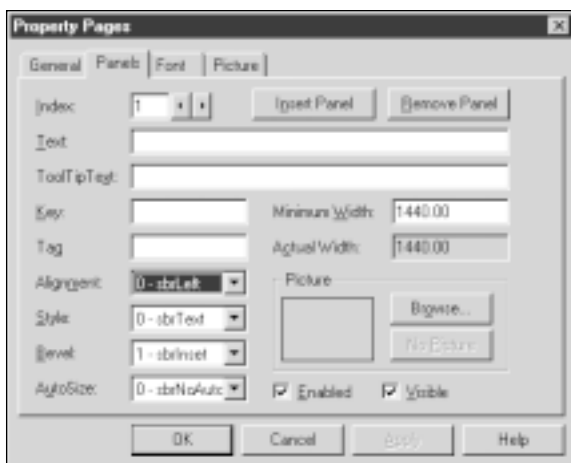 Property Pages
General Panels Font Picture
Index: 1 Insert Panel Remove Panel
Text:
ToolTipText:
Key: Minimum Width: 1440.00
Tag Actual Width: 1440.00
Alignment: 0 - sbrLeft Picture
Style: 0 - sbrText Browse...
Bevel: 1 - sbrInset No Picture
AutoSize: 0 - sbrNoAuto Enabled Visible
OK Cancel Apply Help